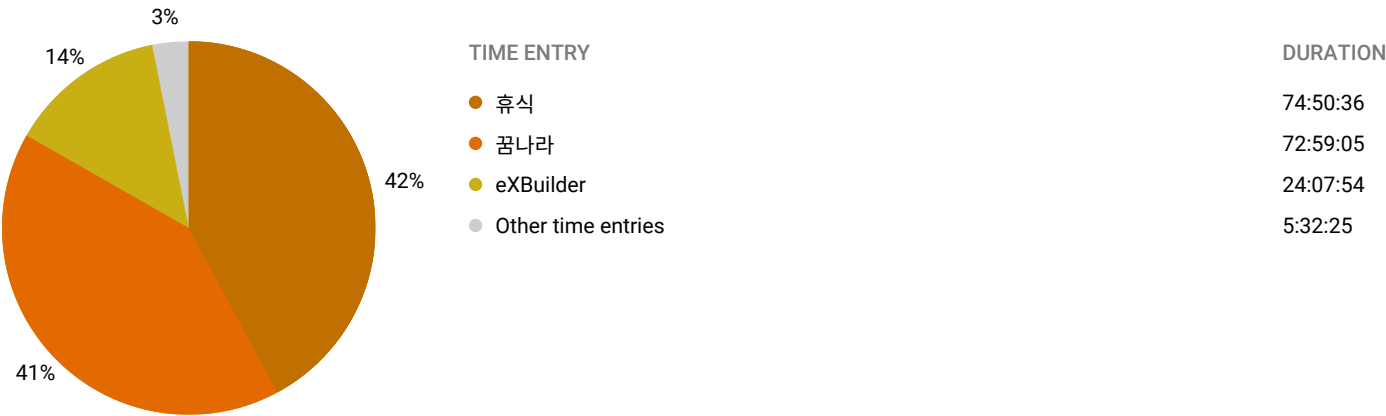 3%
14%
42%
41%
TIME ENTRY DURATION
휴식 74:50:36
꿈나라 72:59:05
eXBuilder 24:07:54
Other time entries 5:32:25